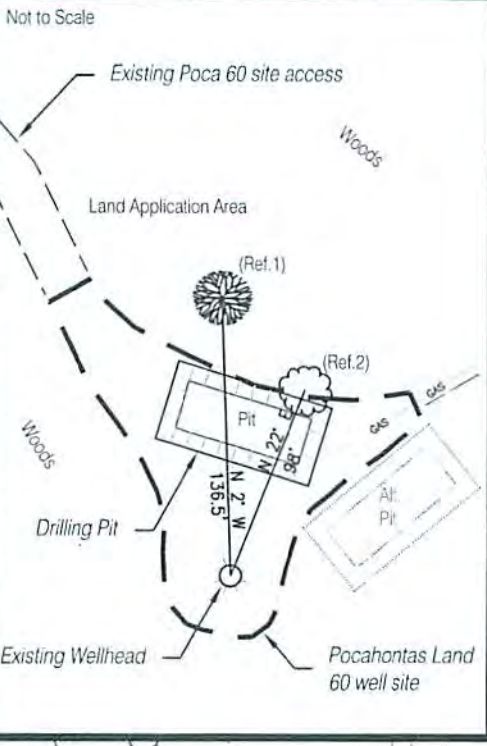 Not to Scale
Existing Poca 60 site access
Woods
Land Application Area
(Ref.1)
(Ref.2)
GAS
GAS
Pit
N 22° E
98'
Alt
Pit
Woods
N 2° W
136.5'
Drilling Pit
Existing Wellhead
Pocahontas Land
60 well site